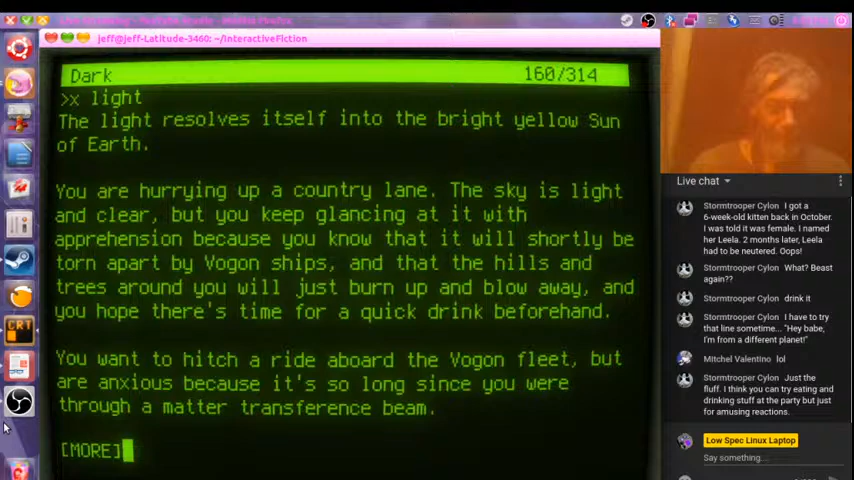 jeff@jeff-Latitude-3460: ~/InteractiveFiction
Dark 160/314
>x light
The light resolves itself into the bright yellow Sun
of Earth.
You are hurrying up a country lane. The sky is light
and clear, but you keep glancing at it with
apprehension because you know that it will shortly be
torn apart by Vogon ships, and that the hills and
trees around you will just burn up and blow away, and
you hope there's time for a quick drink beforehand.
You want to hitch a ride aboard the Vogon fleet, but
are anxious because it's so long since you were
through a matter transference beam.
[MORE]
CRT
Live chat
Stormtrooper Cylon I got a
6-week-old kitten back in October.
I was told it was female. I named
her Leela. 2 months later, Leela
had to be neutered. Oops!
Stormtrooper Cylon What? Beast
again??
Stormtrooper Cylon drink it
Stormtrooper Cylon I have to try
that line sometime... "Hey babe,
I'm from a different planet!"
Mitchel Valentino lol
Stormtrooper Cylon Just the
fluff. I think you can try eating and
drinking stuff at the party but just
for amusing reactions.
Low Spec Linux Laptop
Say something...